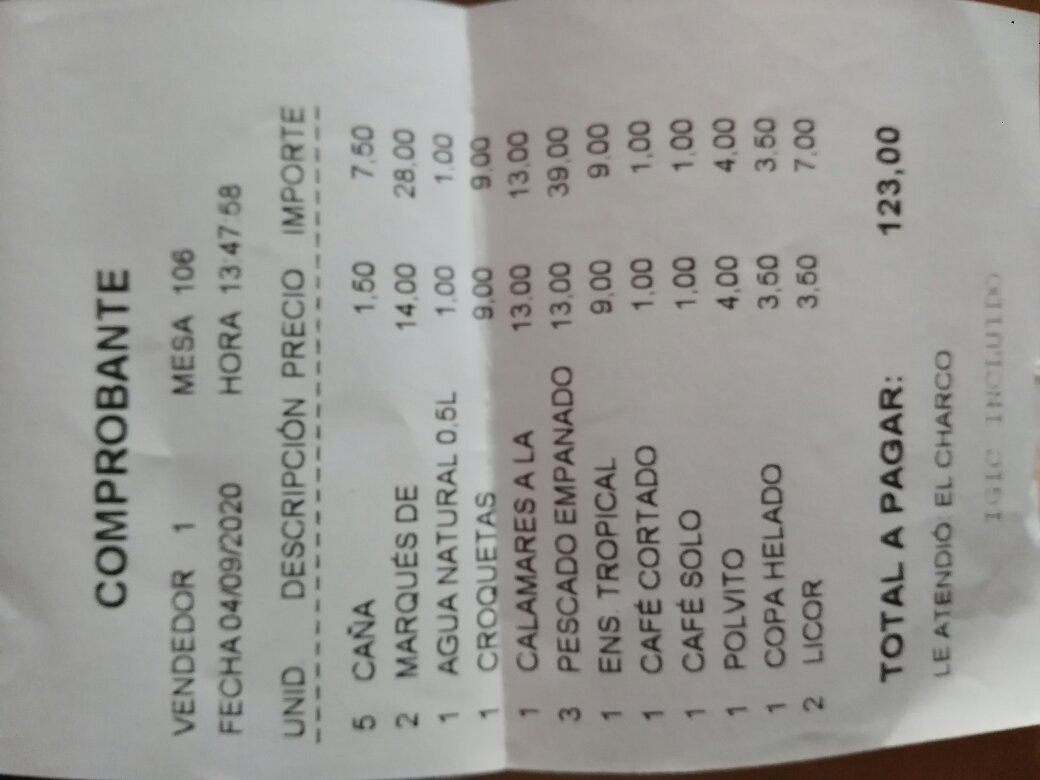 COMPROBANTE
VENDEDOR 1 MESA 106
FECHA 04/09/2020 HORA 13:47:58
UNID DESCRIPCIÓN PRECIO IMPORTE
5 CAÑA 1,50 7,50
2 MARQUÉS DE 14,00 28,00
1 AGUA NATURAL 0,5L 1,00 1,00
1 CROQUETAS 9,00 9,00
1 CALAMARES A LA 13,00 13,00
3 PESCADO EMPANADO 13,00 39,00
1 ENS. TROPICAL 9,00 9,00
1 CAFÉ CORTADO 1,00 1,00
1 CAFÉ SOLO 1,00 1,00
1 POLVITO 4,00 4,00
1 COPA HELADO 3,50 3,50
2 LICOR 3,50 7,00
TOTAL A PAGAR: 123,00
LE ATENDIÓ EL CHARCO
IGIC INCLUIDO